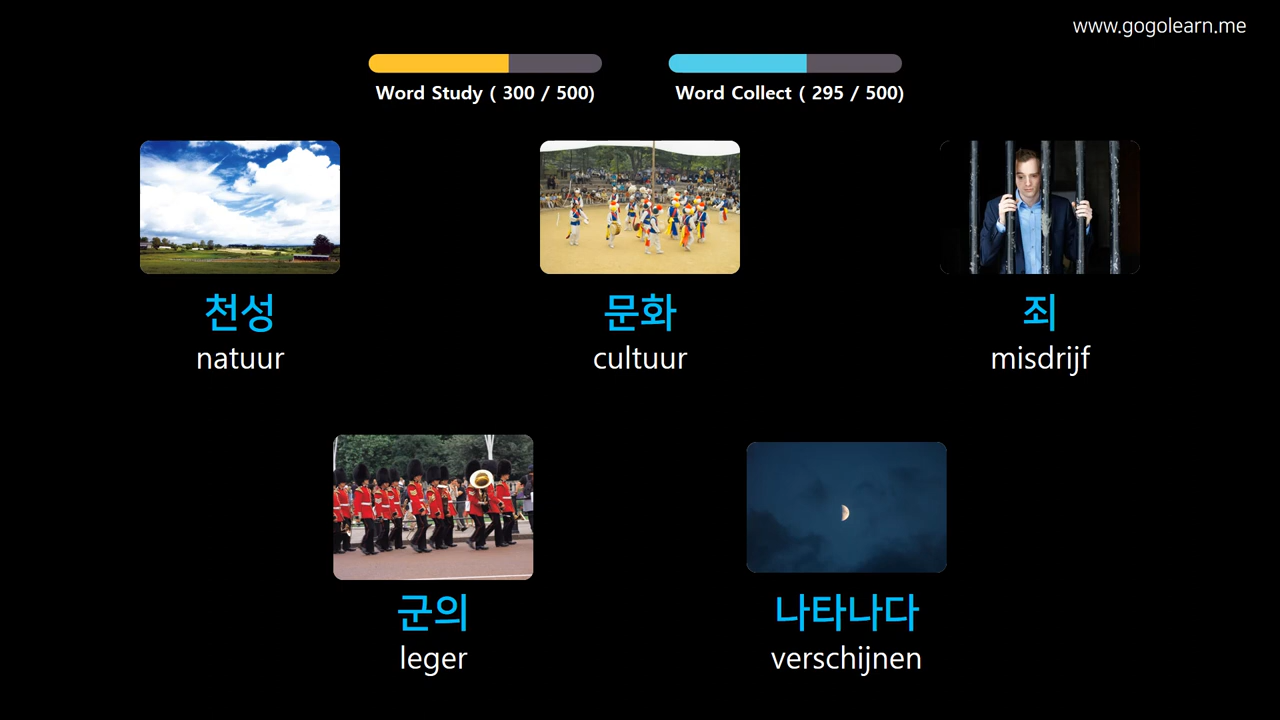 www.gogolearn.me
Word Study ( 300 / 500)
Word Collect ( 295 / 500)
천성
natuur
문화
cultuur
죄
misdrijf
군의
leger
나타나다
verschijnen